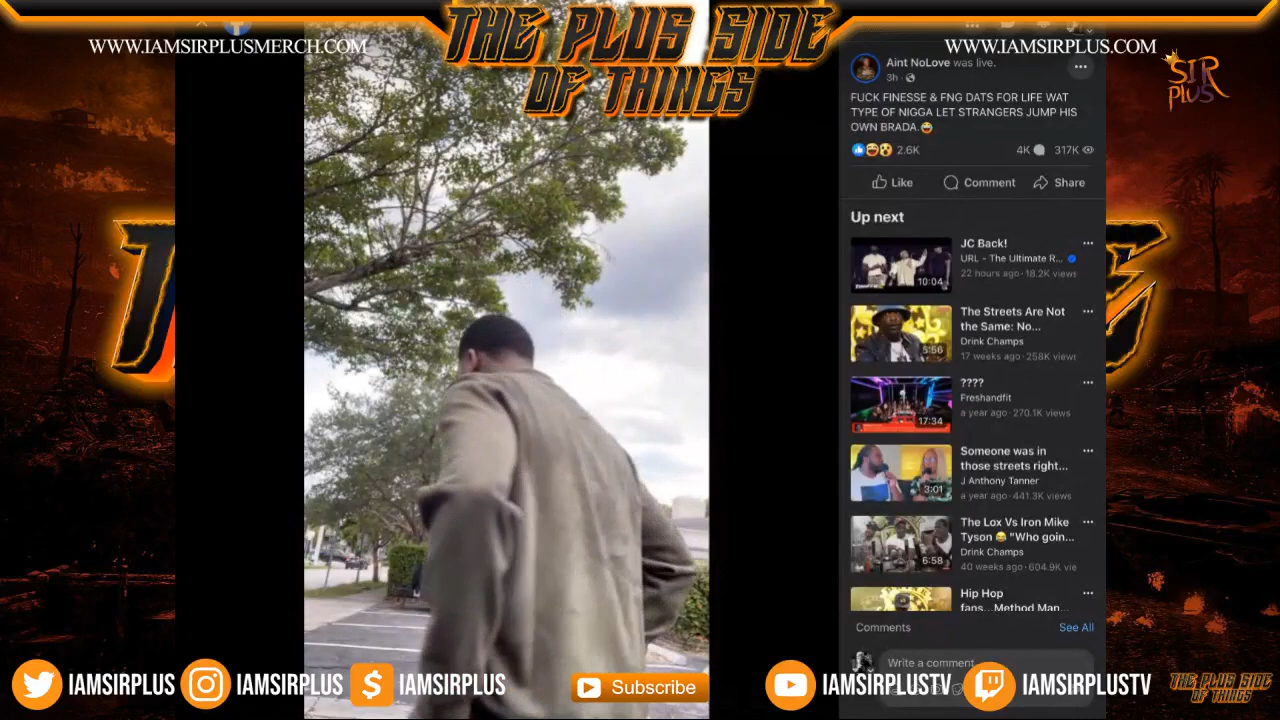 THE PLUS SIDE
OF THINGS
WWW.IAMSIRPLUSMERCH.COM
WWW.IAMSIRPLUS.COM
SIR
PLUS
Aint NoLove was live.
3h
FUCK FINESSE & FNG DATS FOR LIFE WAT
TYPE OF NIGGA LET STRANGERS JUMP HIS
OWN BRADA.😂
2.6K
4K
317K
Like
Comment
Share
Up next
JC Back!
URL - The Ultimate R...
22 hours ago · 18.2K views
10:04
The Streets Are Not
the Same: No...
Drink Champs
17 weeks ago · 258K views
5:56
????
Freshandfit
a year ago · 270.1K views
17:34
Someone was in
those streets right...
J Anthony Tanner
a year ago · 441.3K views
3:01
The Lox Vs Iron Mike
Tyson 😂 "Who goin...
Drink Champs
40 weeks ago · 604.9K vie
6:58
Hip Hop
fans...Method Man...
Comments
See All
Write a comment...
IAMSIRPLUS
IAMSIRPLUS
$
IAMSIRPLUS
Subscribe
IAMSIRPLUSTV
IAMSIRPLUSTV
THE PLUS SIDE
OF THINGS